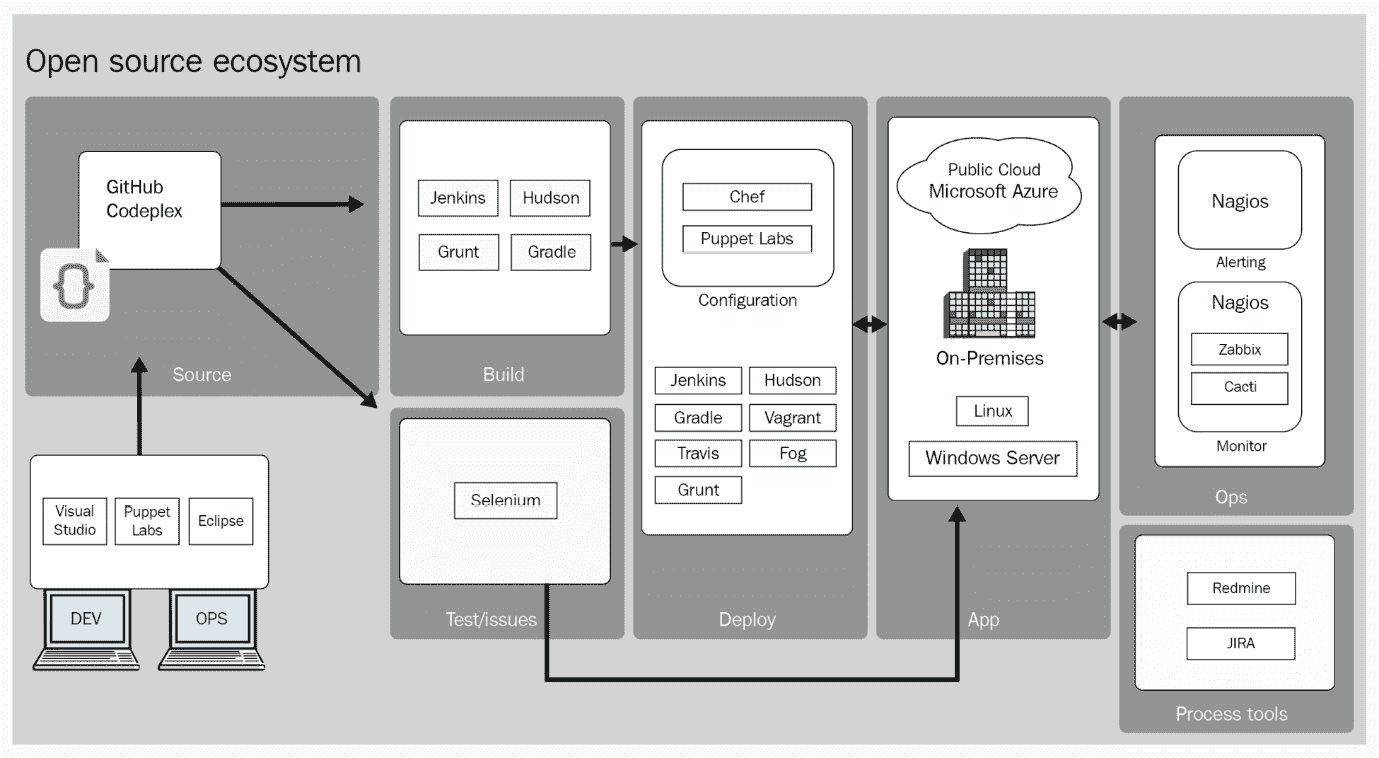 Open source ecosystem
GitHub
Codeplex
{}
Source
Visual
Studio
Puppet
Labs
Eclipse
DEV
OPS
Jenkins
Hudson
Grunt
Gradle
Build
Selenium
Test/issues
Chef
Puppet Labs
Configuration
Jenkins
Hudson
Gradle
Vagrant
Travis
Fog
Grunt
Deploy
Public Cloud
Microsoft Azure
On-Premises
Linux
Windows Server
App
Nagios
Alerting
Nagios
Zabbix
Cacti
Monitor
Ops
Redmine
JIRA
Process tools